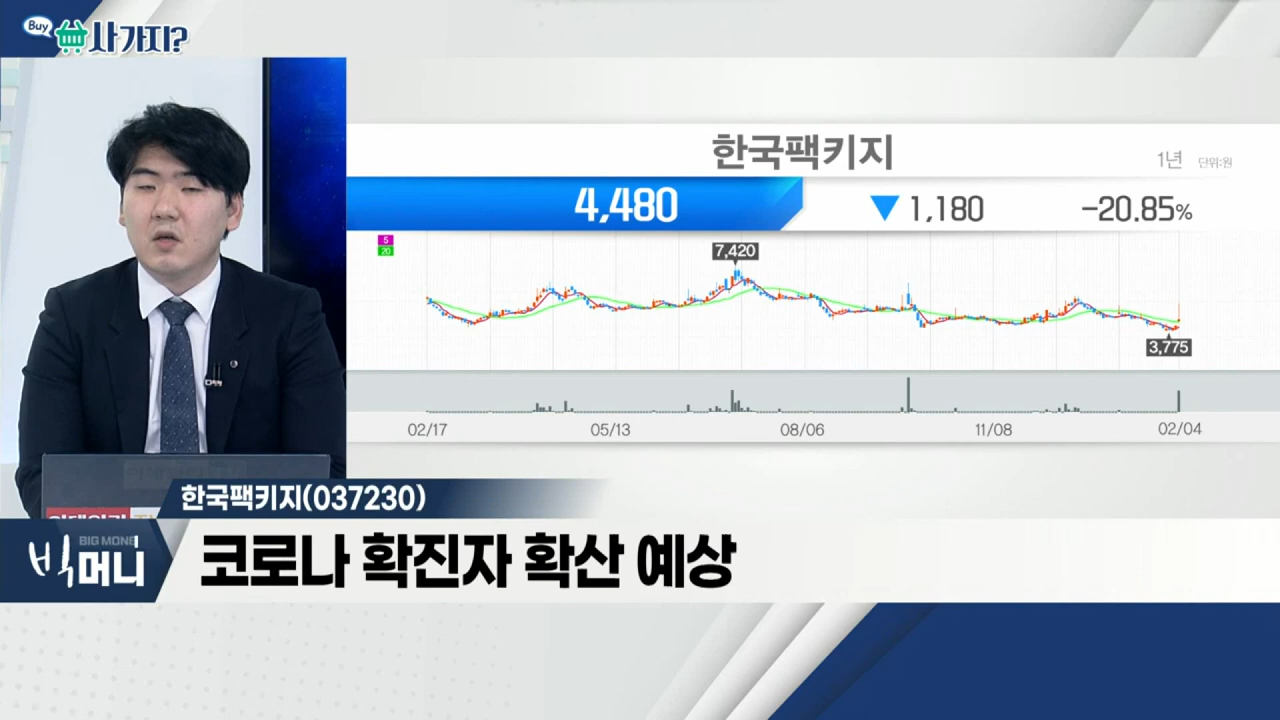 Buy
사가지?
한국팩키지
1년 단위:원
4,480 ▼ 1,180 -20.85%
5
20
7,420
3,775
02/17 05/13 08/06 11/08 02/04
한국팩키지(037230)
BIG MONEY
빅머니
코로나 확진자 확산 예상